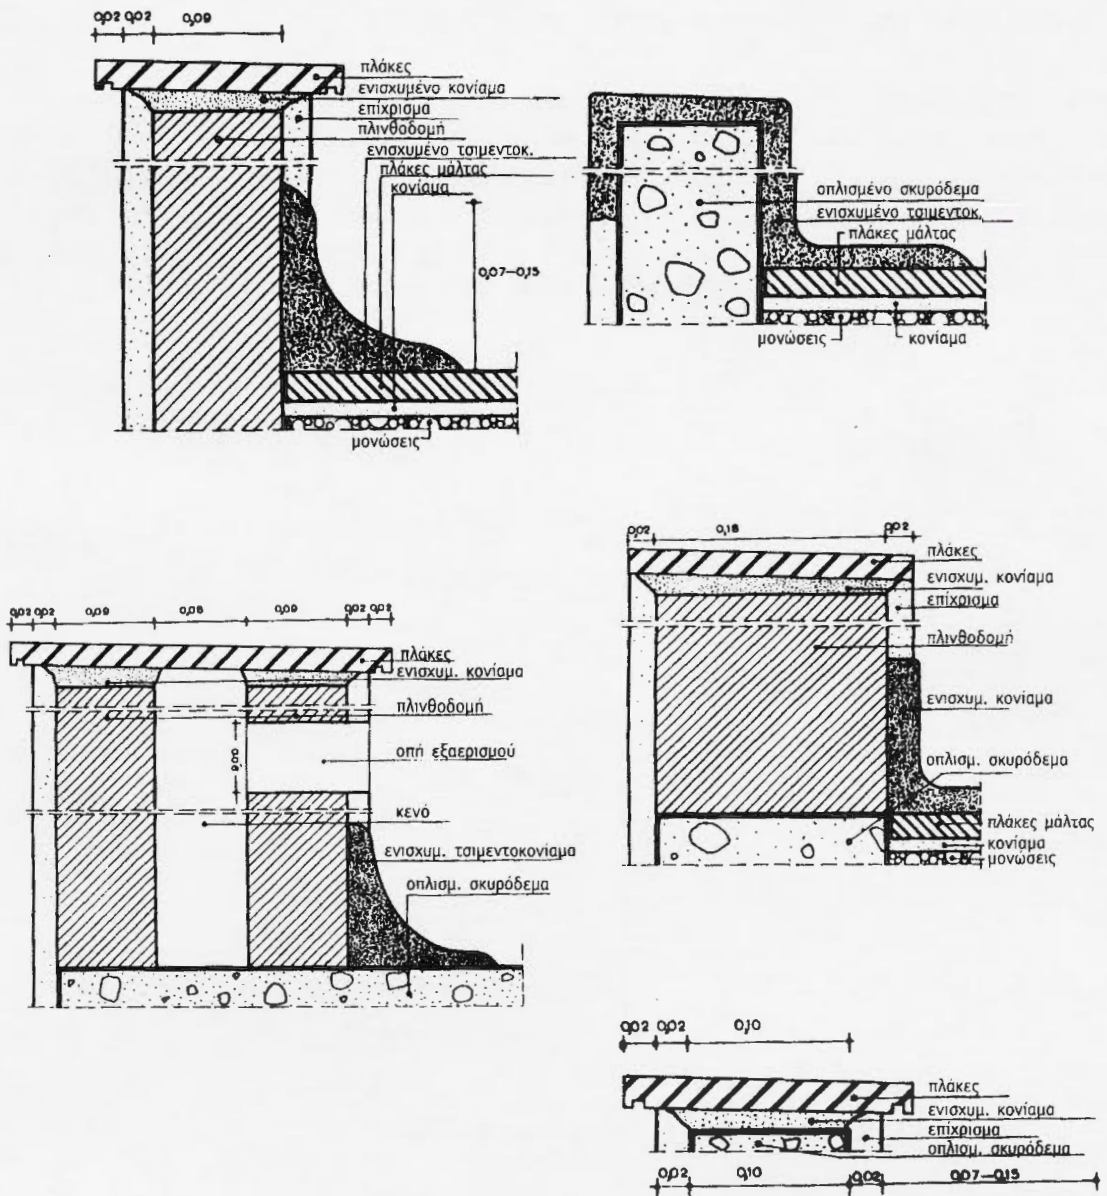 0,02 0,02 0,09
πλάκες
ενισχυμένο κονίαμα
επίχρισμα
πλινθοδομή
ενισχυμένο τσιμεντοκ.
πλάκες μάλτας
κονίαμα
0,07-0,15
μονώσεις
οπλισμένο σκυρόδεμα
ενισχυμένο τσιμεντοκ.
πλάκες μάλτας
μονώσεις
κονίαμα
0,02 0,02 0,09 0,09 0,02 0,02
πλάκες
ενισχυμ. κονίαμα
πλινθοδομή
οπή εξαερισμού
κενό
ενισχυμ. τσιμεντοκονίαμα
οπλισμ. σκυρόδεμα
0,02 0,18 0,02
πλάκες
ενισχυμ. κονίαμα
επίχρισμα
πλινθοδομή
ενισχυμ. κονίαμα
οπλισμ. σκυρόδεμα
πλάκες μάλτας
κονίαμα
μονώσεις
0,02 0,02 0,10
πλάκες
ενισχυμ. κονίαμα
επίχρισμα
οπλισμ. σκυρόδεμα
0,02 0,10 0,02 0,07-0,15